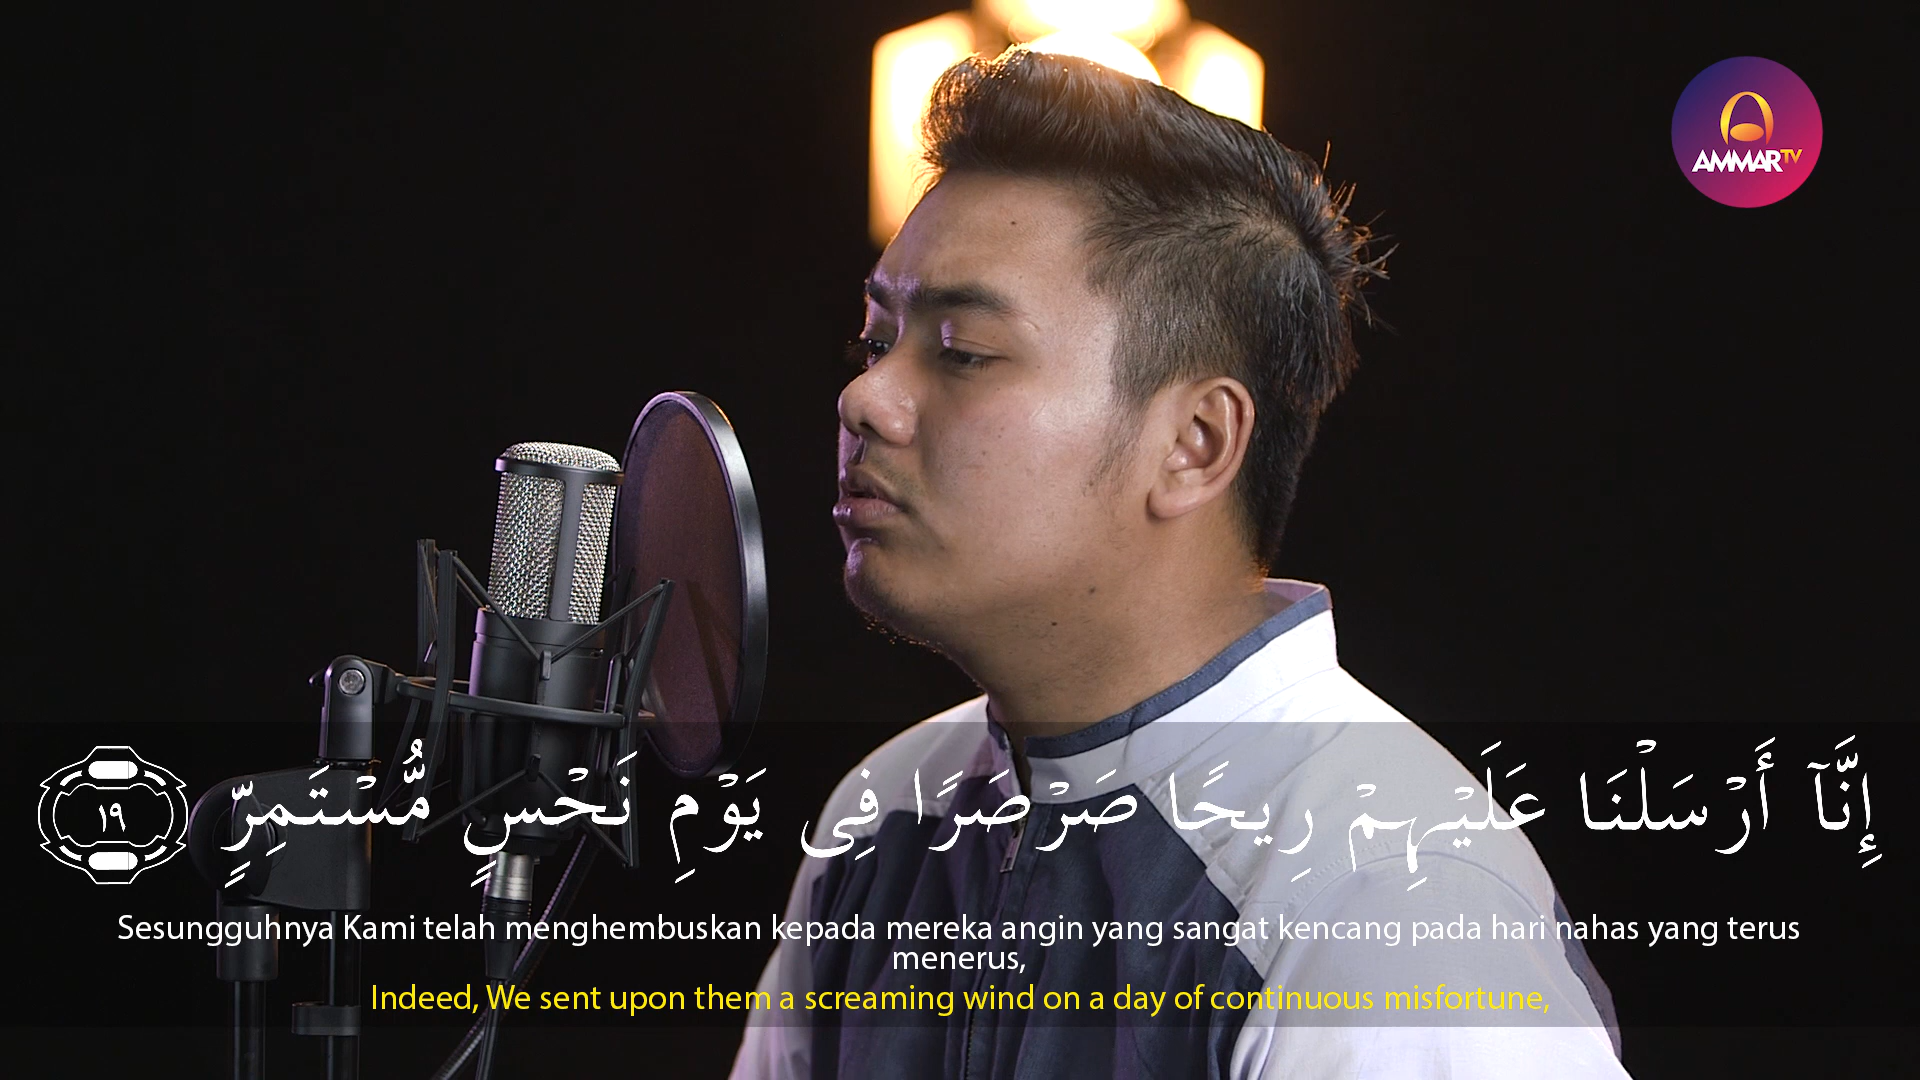 AMMARTV
إِنَّآ أَرْسَلْنَا عَلَيْهِمْ رِيحًا صَرْصَرًا فِى يَوْمِ نَحْسٍ مُّسْتَمِرٍّ ١٩
Sesungguhnya Kami telah menghembuskan kepada mereka angin yang sangat kencang pada hari nahas yang terus
menerus,
Indeed, We sent upon them a screaming wind on a day of continuous misfortune,